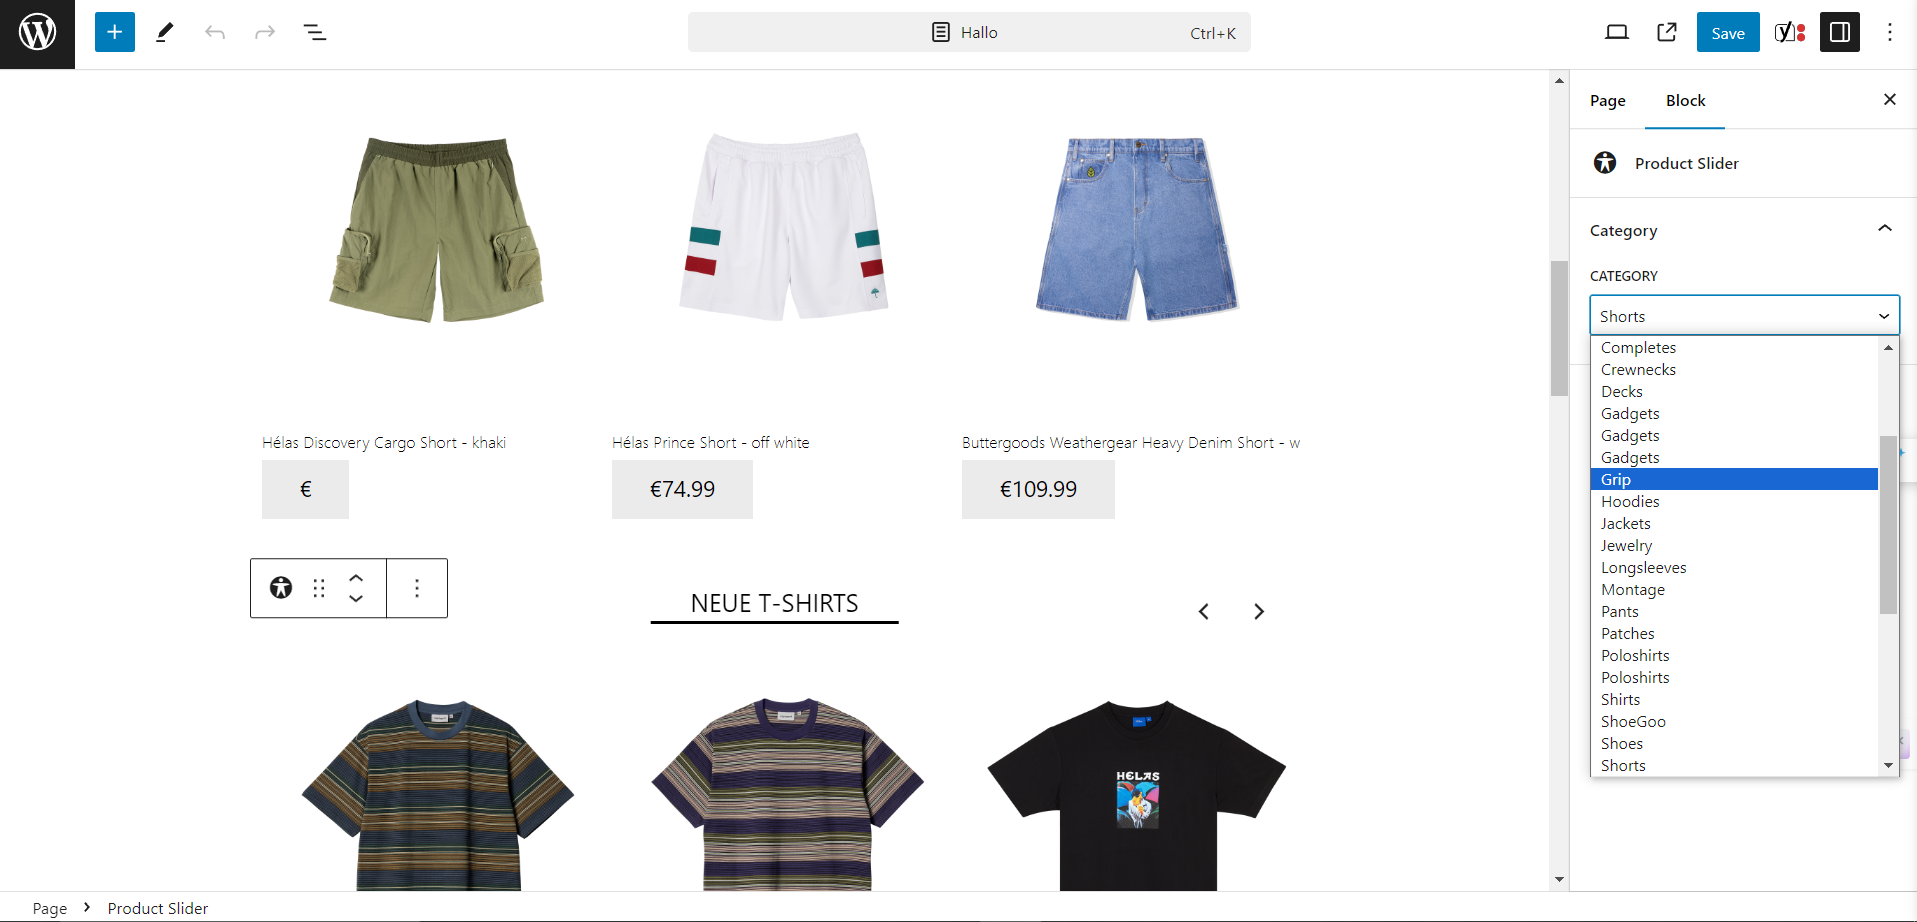 Hallo
Ctrl+K
Save
Page
Block
Product Slider
Category
CATEGORY
Shorts
Completes
Crewnecks
Decks
Gadgets
Gadgets
Gadgets
Grip
Hoodies
Jackets
Jewelry
Longsleeves
Montage
Pants
Patches
Poloshirts
Poloshirts
Shirts
ShoeGoo
Shoes
Shorts
Hélas Discovery Cargo Short - khaki
Hélas Prince Short - off white
Buttergoods Weathergear Heavy Denim Short - w
€
€74.99
€109.99
NEUE T-SHIRTS
HÉLAS
Page
Product Slider